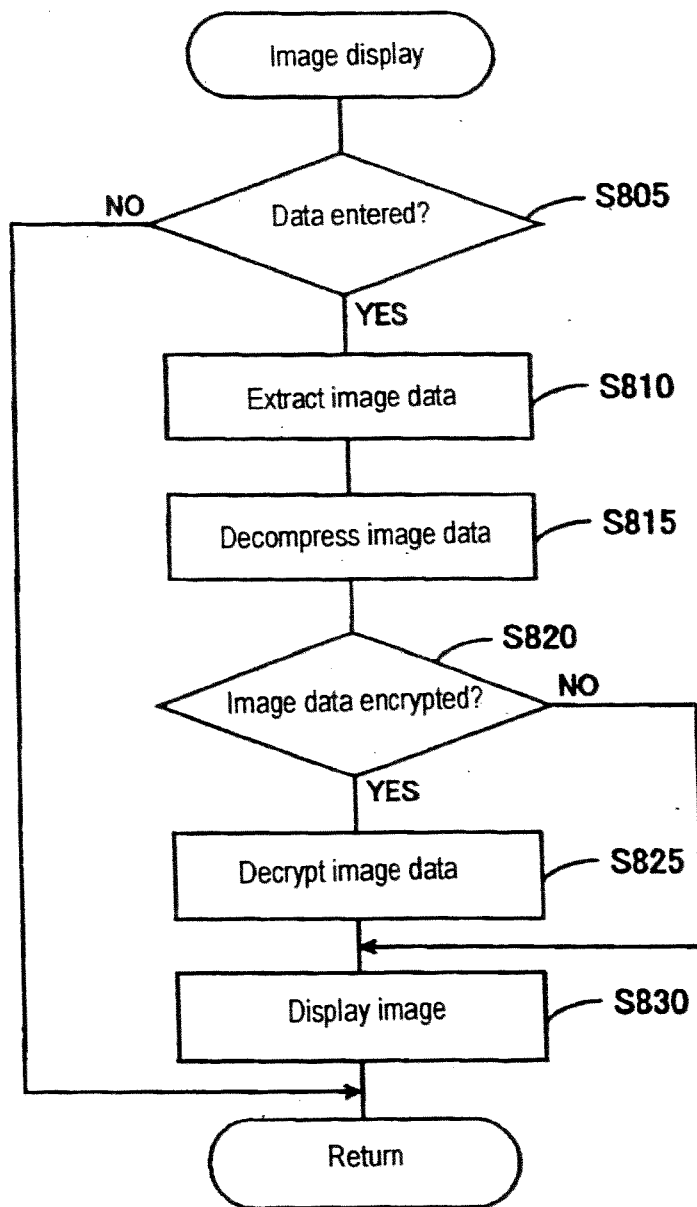 Image display
Data entered?
S805
NO
YES
Extract image data
S810
Decompress image data
S815
S820
Image data encrypted?
NO
YES
Decrypt image data
S825
Display image
S830
Return